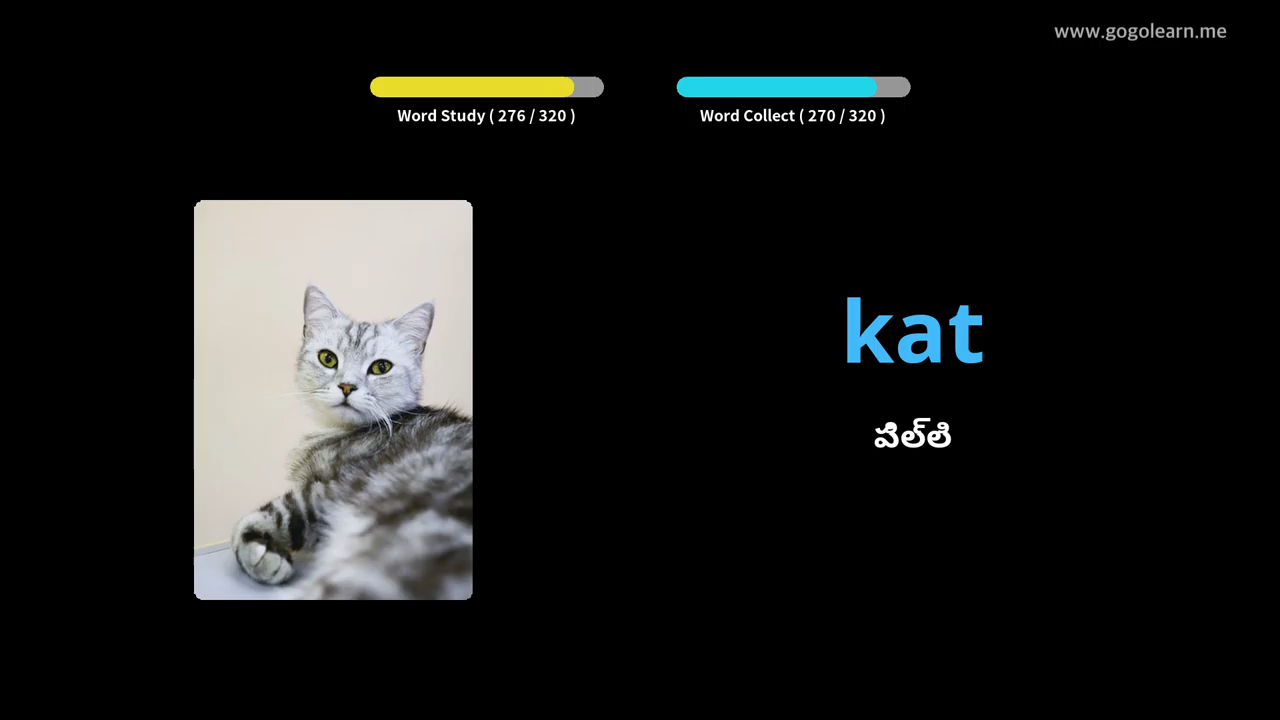 www.gogolearn.me
Word Study ( 276 / 320 )
Word Collect ( 270 / 320 )
kat
పిల్లి